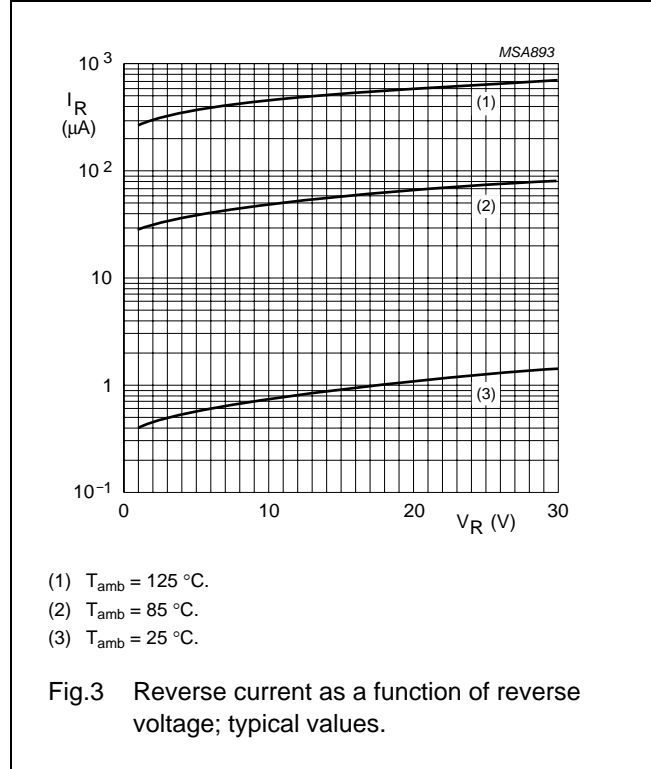 MSA893
10³
I_R
(μA)
(1)
10²
(2)
10
1
(3)
10⁻¹
0 10 20 30
V_R (V)
(1) T_amb = 125 °C.
(2) T_amb = 85 °C.
(3) T_amb = 25 °C.
Fig.3 Reverse current as a function of reverse
voltage; typical values.